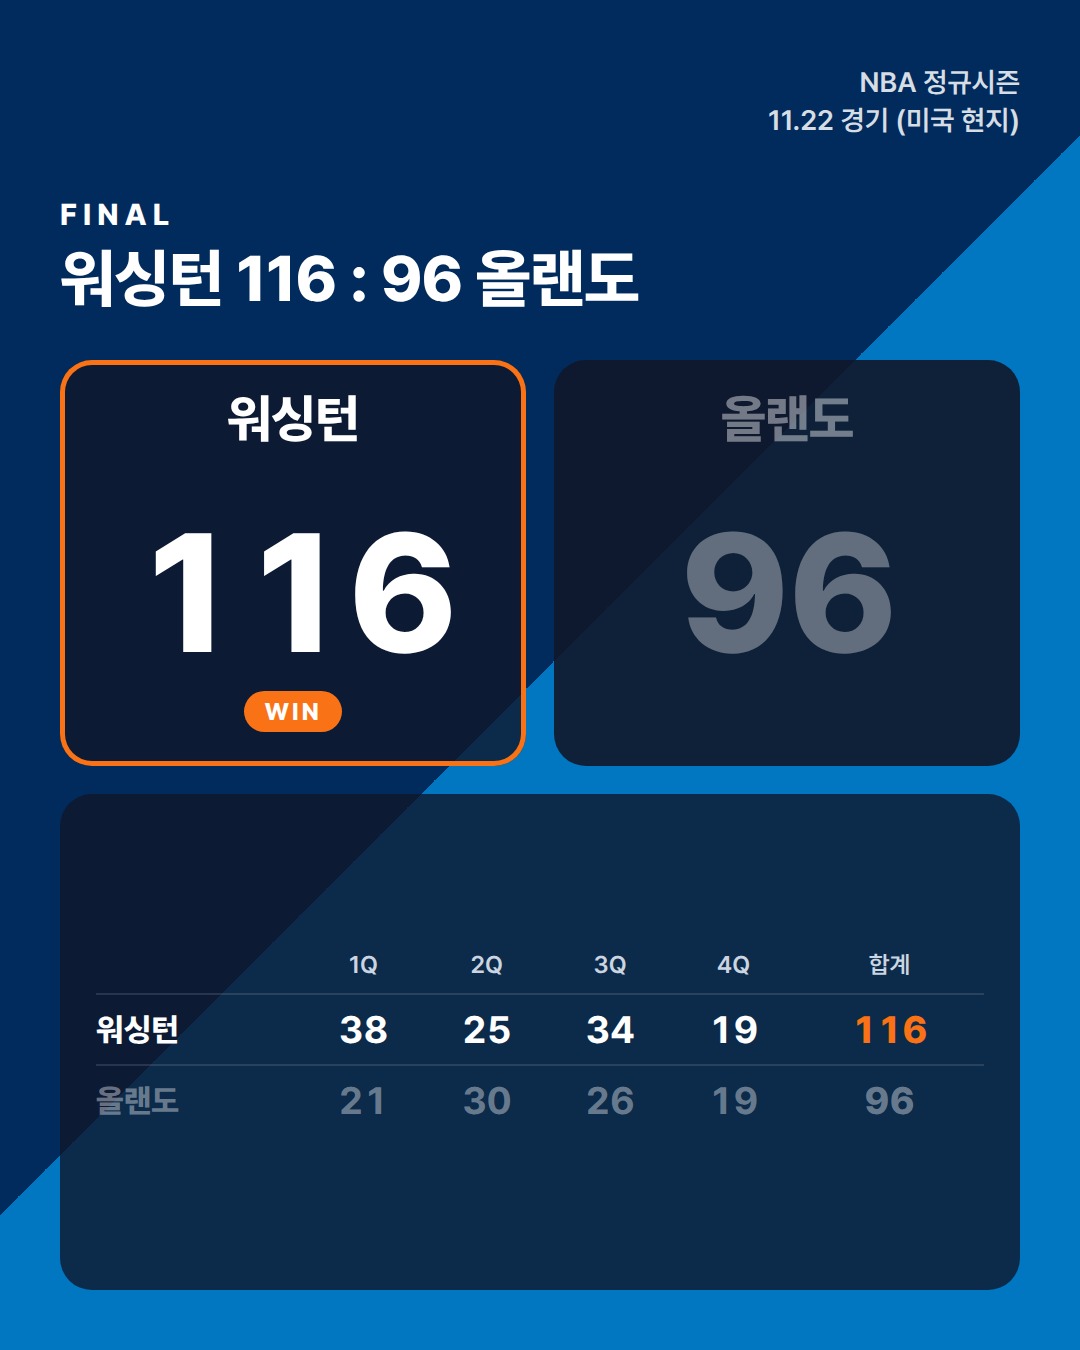 NBA 정규시즌
11.22 경기 (미국 현지)
FINAL
워싱턴 116 : 96 올랜도
워싱턴
116
WIN
올랜도
96
1Q 2Q 3Q 4Q 합계
워싱턴 38 25 34 19 116
올랜도 21 30 26 19 96